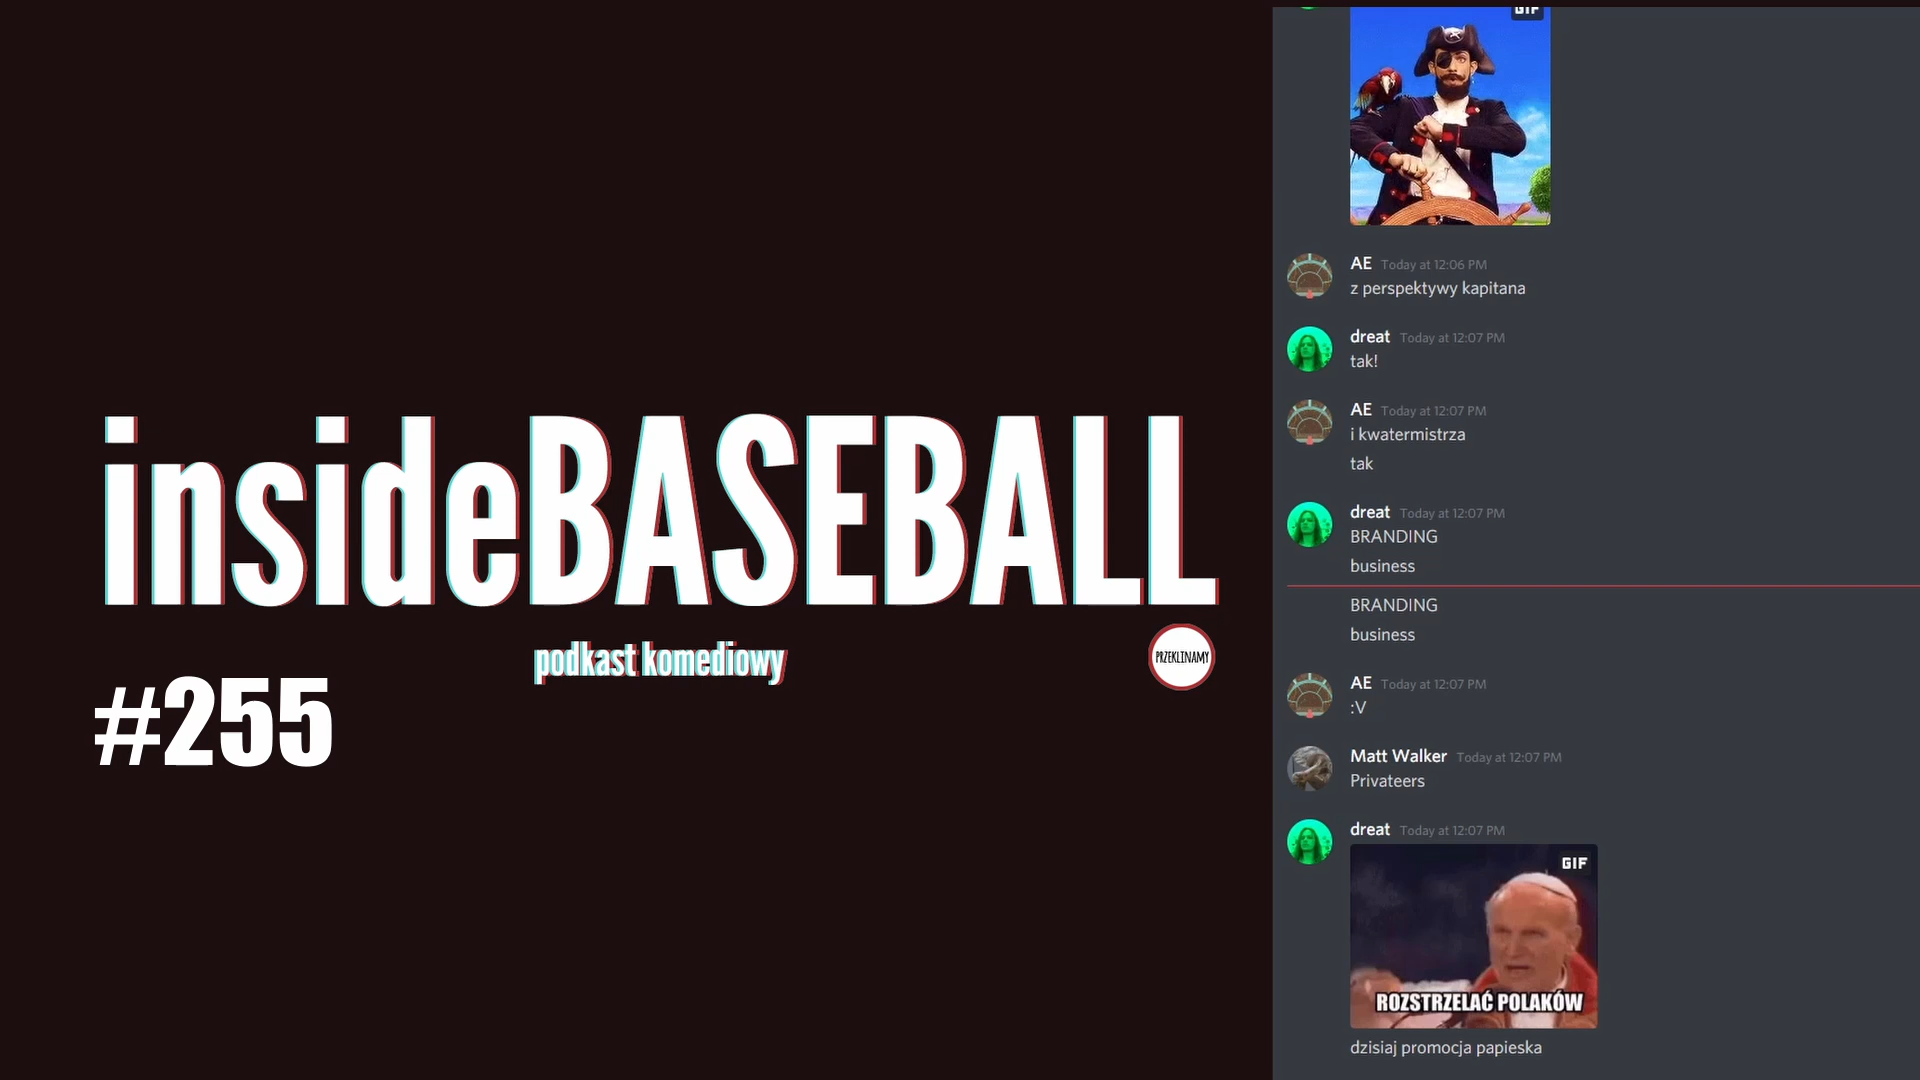 insideBASEBALL
podkast komediowy
PRZEKLINAMY
#255
GIF
AE Today at 12:06 PM
z perspektywy kapitana
dreat Today at 12:07 PM
tak!
AE Today at 12:07 PM
i kwatermistrza
tak
dreat Today at 12:07 PM
BRANDING
business
BRANDING
business
AE Today at 12:07 PM
:V
Matt Walker Today at 12:07 PM
Privateers
dreat Today at 12:07 PM
GIF
ROZSTRZELAĆ POLAKÓW
dzisiaj promocja papieska